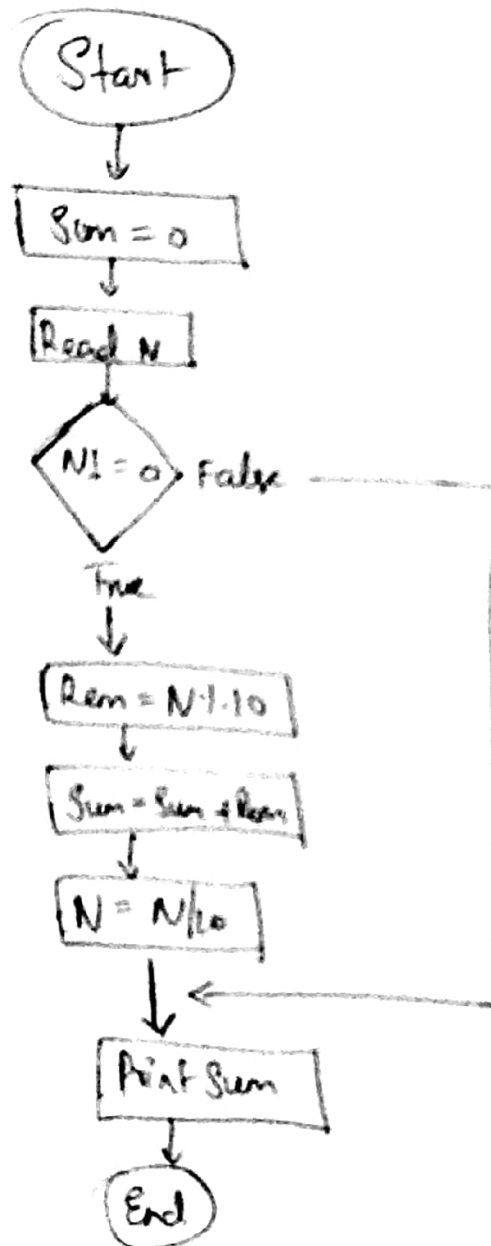 Start
Sum = 0
Read N
N! = 0 False
True
Rem = N % 10
Sum = Sum + Rem
N = N/10
Print Sum
End